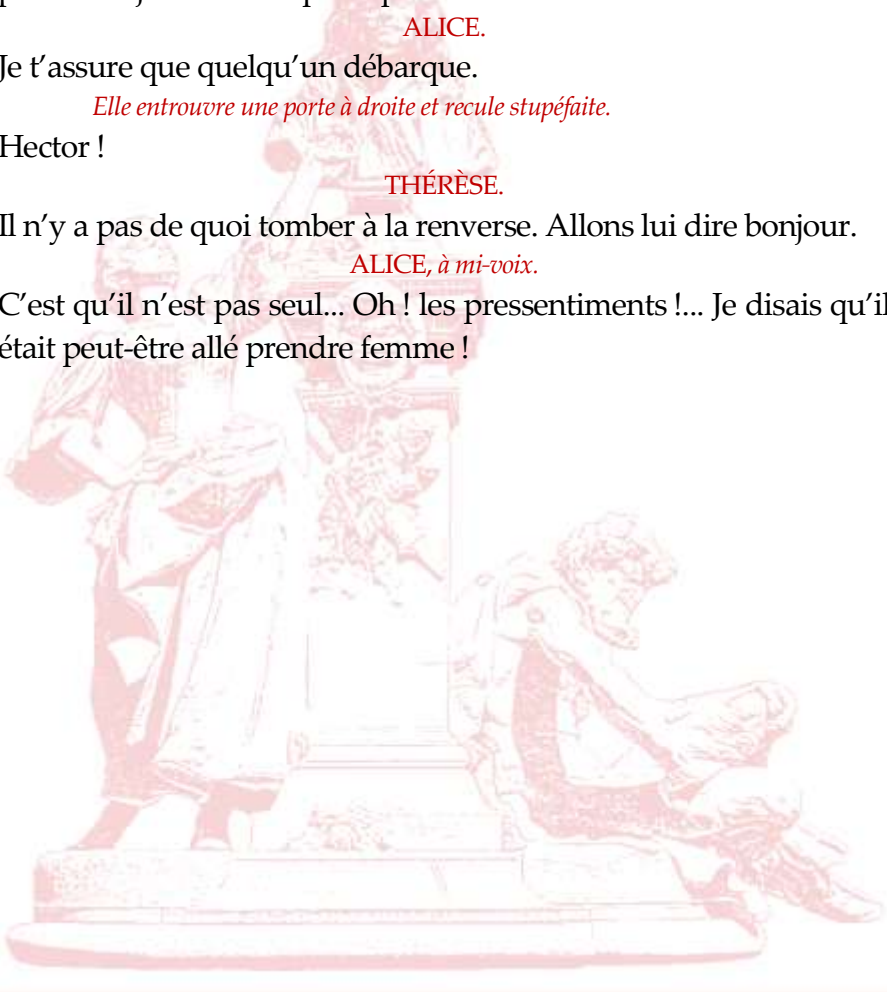 ALICE.
Je t’assure que quelqu’un débarque.
Elle entrouvre une porte à droite et recule stupéfaite.
Hector !
THÉRÈSE.
Il n’y a pas de quoi tomber à la renverse. Allons lui dire bonjour.
ALICE, à mi-voix.
C’est qu’il n’est pas seul... Oh ! les pressentiments !... Je disais qu’il
était peut-être allé prendre femme !